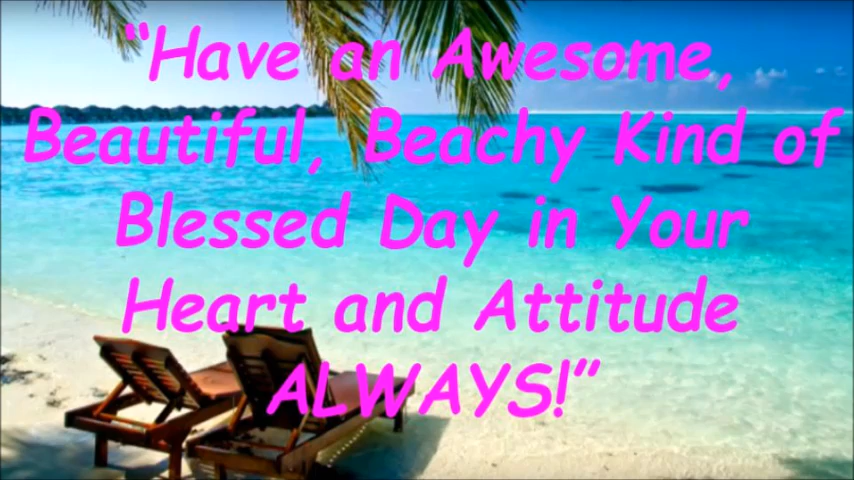 “Have an Awesome,
Beautiful, Beachy Kind of
Blessed Day in Your
Heart and Attitude
ALWAYS!”